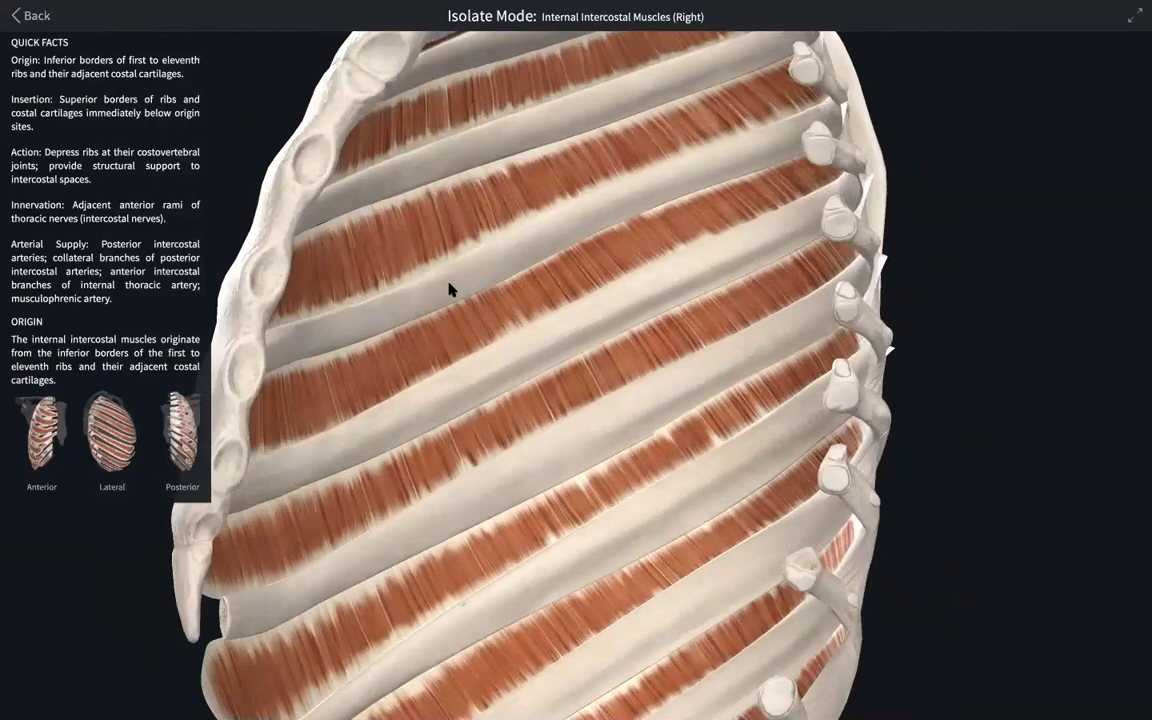 Back
Isolate Mode: Internal Intercostal Muscles (Right)
QUICK FACTS
Origin: Inferior borders of first to eleventh
ribs and their adjacent costal cartilages.
Insertion: Superior borders of ribs and
costal cartilages immediately below origin
sites.
Action: Depress ribs at their costovertebral
joints; provide structural support to
intercostal spaces.
Innervation: Adjacent anterior rami of
thoracic nerves (intercostal nerves).
Arterial Supply: Posterior intercostal
arteries; collateral branches of posterior
intercostal arteries; anterior intercostal
branches of internal thoracic artery;
musculophrenic artery.
ORIGIN
The internal intercostal muscles originate
from the inferior borders of the first to
eleventh ribs and their adjacent costal
cartilages.
Anterior Lateral Posterior